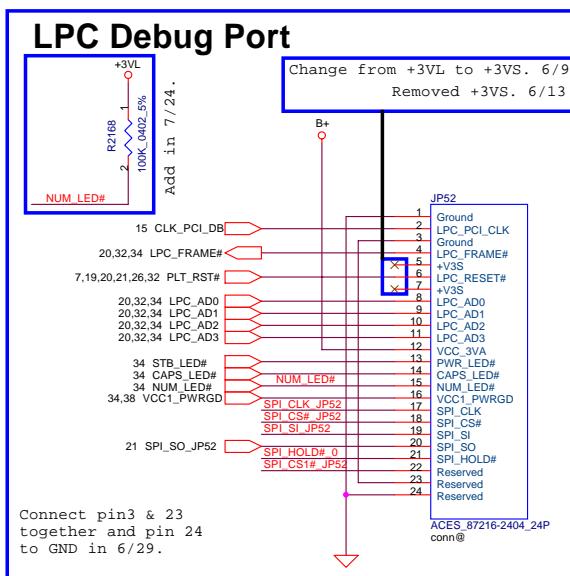 LPC Debug Port
+3VL
1
R2168
100K_0402_5%
2
NUM_LED#
Add in 7/24.
Change from +3VL to +3VS. 6/9
Removed +3VS. 6/13
B+
JP52
15 CLK_PCI_DB
20,32,34 LPC_FRAME#
7,19,20,21,26,32 PLT_RST#
20,32,34 LPC_AD0
20,32,34 LPC_AD1
20,32,34 LPC_AD2
20,32,34 LPC_AD3
34 STB_LED#
34 CAPS_LED#
34 NUM_LED#
34,38 VCC1_PWRGD
NUM_LED#
SPI_CLK_JP52
SPI_CS#_JP52
SPI_SI_JP52
21 SPI_SO_JP52
SPI_HOLD#_0
SPI_CS1#_JP52
1 Ground
2 LPC_PCI_CLK
3 Ground
4 LPC_FRAME#
5 +V3S
6 LPC_RESET#
7 +V3S
8 LPC_AD0
9 LPC_AD1
10 LPC_AD2
11 LPC_AD3
12 VCC_3VA
13 PWR_LED#
14 CAPS_LED#
15 NUM_LED#
16 VCC1_PWRGD
17 SPI_CLK
18 SPI_CS#
19 SPI_SI
20 SPI_SO
21 SPI_HOLD#
22 Reserved
23 Reserved
24 Reserved
ACES_87216-2404_24P
conn@
Connect pin3 & 23
together and pin 24
to GND in 6/29.